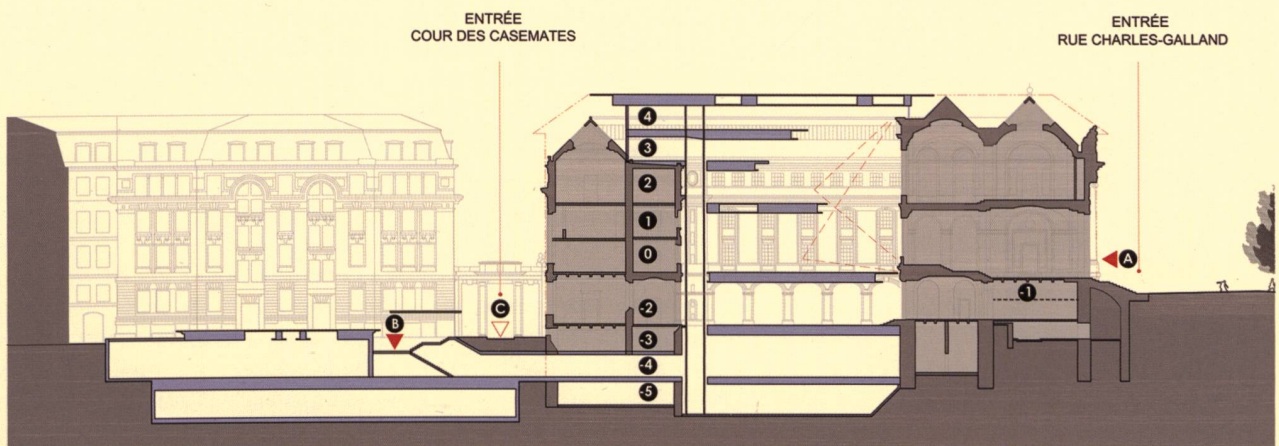 ENTRÉE
COUR DES CASEMATES
ENTRÉE
RUE CHARLES-GALLAND
4
3
2
1
0
A
-1
-2
C
B
-3
-4
-5